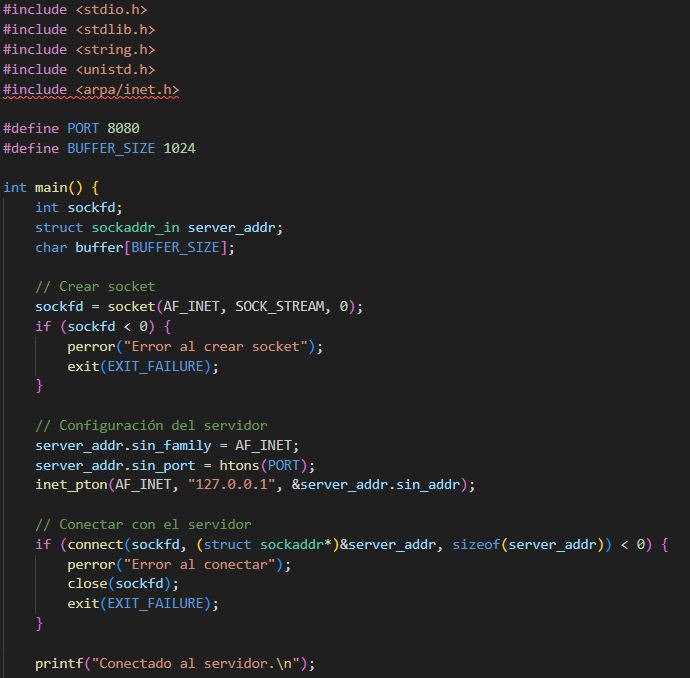 #include <stdio.h>
#include <stdlib.h>
#include <string.h>
#include <unistd.h>
#include <arpa/inet.h>
#define PORT 8080
#define BUFFER_SIZE 1024
int main() {
int sockfd;
struct sockaddr_in server_addr;
char buffer[BUFFER_SIZE];
// Crear socket
sockfd = socket(AF_INET, SOCK_STREAM, 0);
if (sockfd < 0) {
perror("Error al crear socket");
exit(EXIT_FAILURE);
}
// Configuración del servidor
server_addr.sin_family = AF_INET;
server_addr.sin_port = htons(PORT);
inet_pton(AF_INET, "127.0.0.1", &server_addr.sin_addr);
// Conectar con el servidor
if (connect(sockfd, (struct sockaddr*)&server_addr, sizeof(server_addr)) < 0) {
perror("Error al conectar");
close(sockfd);
exit(EXIT_FAILURE);
}
printf("Conectado al servidor.\n");